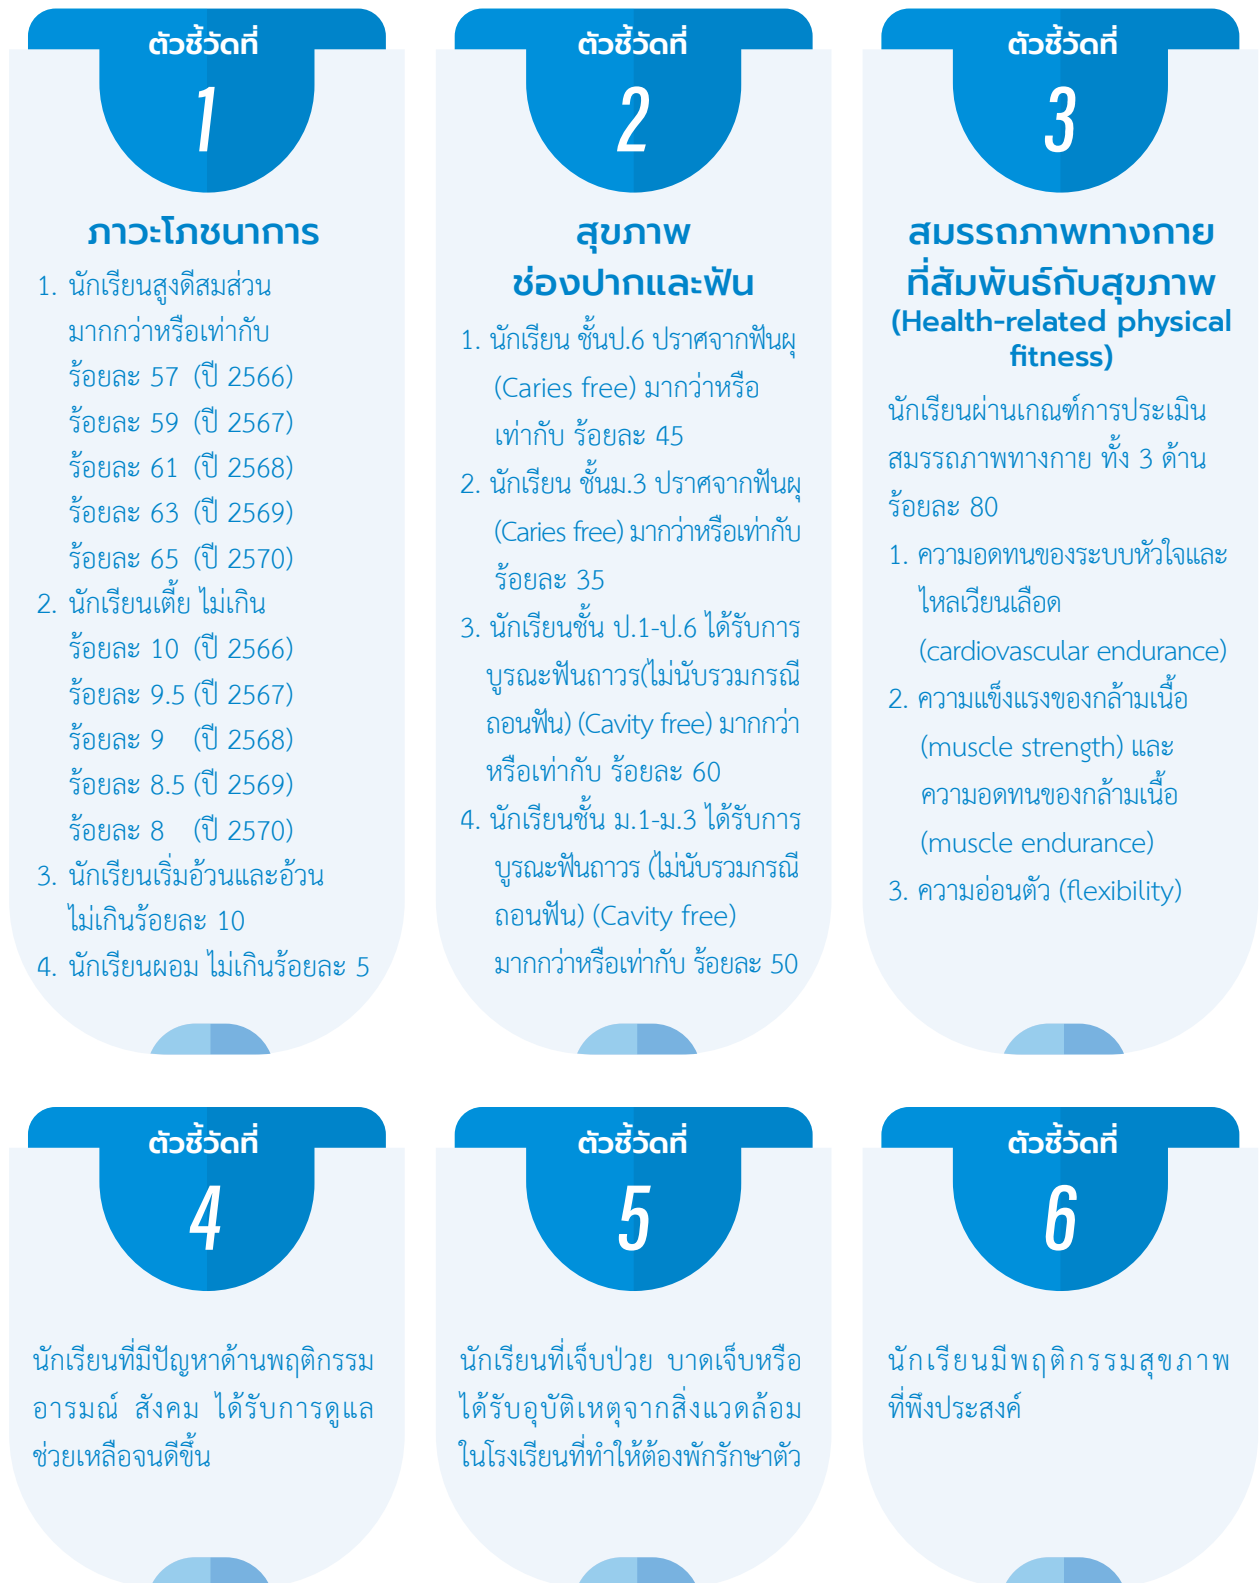 ตัวชี้วัดที่
1
ภาวะโภชนาการ
1. นักเรียนสูงดีสมส่วน
มากกว่าหรือเท่ากับ
ร้อยละ 57 (ปี 2566)
ร้อยละ 59 (ปี 2567)
ร้อยละ 61 (ปี 2568)
ร้อยละ 63 (ปี 2569)
ร้อยละ 65 (ปี 2570)
2. นักเรียนเตี้ย ไม่เกิน
ร้อยละ 10 (ปี 2566)
ร้อยละ 9.5 (ปี 2567)
ร้อยละ 9 (ปี 2568)
ร้อยละ 8.5 (ปี 2569)
ร้อยละ 8 (ปี 2570)
3. นักเรียนเริ่มอ้วนและอ้วน
ไม่เกินร้อยละ 10
4. นักเรียนผอม ไม่เกินร้อยละ 5
ตัวชี้วัดที่
2
สุขภาพ
ช่องปากและฟัน
1. นักเรียน ชั้นป.6 ปราศจากฟันผุ
(Caries free) มากว่าหรือ
เท่ากับ ร้อยละ 45
2. นักเรียน ชั้นม.3 ปราศจากฟันผุ
(Caries free) มากว่าหรือเท่ากับ
ร้อยละ 35
3. นักเรียนชั้น ป.1-ป.6 ได้รับการ
บูรณะฟันถาวร(ไม่นับรวมกรณี
ถอนฟัน) (Cavity free) มากกว่า
หรือเท่ากับ ร้อยละ 60
4. นักเรียนชั้น ม.1-ม.3 ได้รับการ
บูรณะฟันถาวร (ไม่นับรวมกรณี
ถอนฟัน) (Cavity free)
มากกว่าหรือเท่ากับ ร้อยละ 50
ตัวชี้วัดที่
3
สมรรถภาพทางกาย
ที่สัมพันธ์กับสุขภาพ
(Health-related physical
fitness)
นักเรียนผ่านเกณฑ์การประเมิน
สมรรถภาพทางกาย ทั้ง 3 ด้าน
ร้อยละ 80
1. ความอดทนของระบบหัวใจและ
ไหลเวียนเลือด
(cardiovascular endurance)
2. ความแข็งแรงของกล้ามเนื้อ
(muscle strength) และ
ความอดทนของกล้ามเนื้อ
(muscle endurance)
3. ความอ่อนตัว (flexibility)
ตัวชี้วัดที่
4
นักเรียนที่มีปัญหาด้านพฤติกรรม
อารมณ์ สังคม ได้รับการดูแล
ช่วยเหลือจนดีขึ้น
ตัวชี้วัดที่
5
นักเรียนที่เจ็บป่วย บาดเจ็บหรือ
ได้รับอุบัติเหตุจากสิ่งแวดล้อม
ในโรงเรียนที่ทำให้ต้องพักรักษาตัว
ตัวชี้วัดที่
6
นักเรียนมีพฤติกรรมสุขภาพ
ที่พึงประสงค์